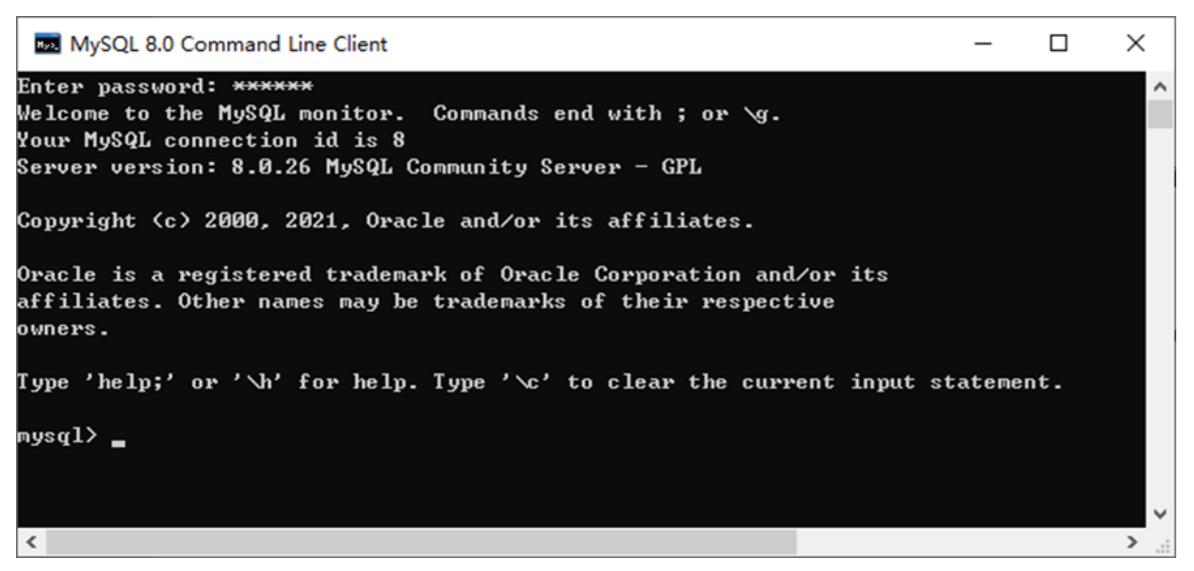 MySQL 8.0 Command Line Client
Enter password: ******
Welcome to the MySQL monitor.  Commands end with ; or \g.
Your MySQL connection id is 8
Server version: 8.0.26 MySQL Community Server - GPL
Copyright (c) 2000, 2021, Oracle and/or its affiliates.
Oracle is a registered trademark of Oracle Corporation and/or its
affiliates. Other names may be trademarks of their respective
owners.
Type 'help;' or '\h' for help. Type '\c' to clear the current input statement.
mysql> _